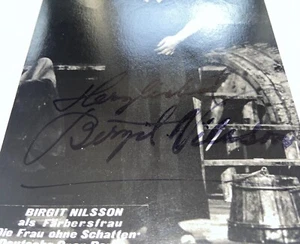 Herzlichst
Birgit Nilsson
BIRGIT NILSSON
als Färbersfrau
"Die Frau ohne Schatten"